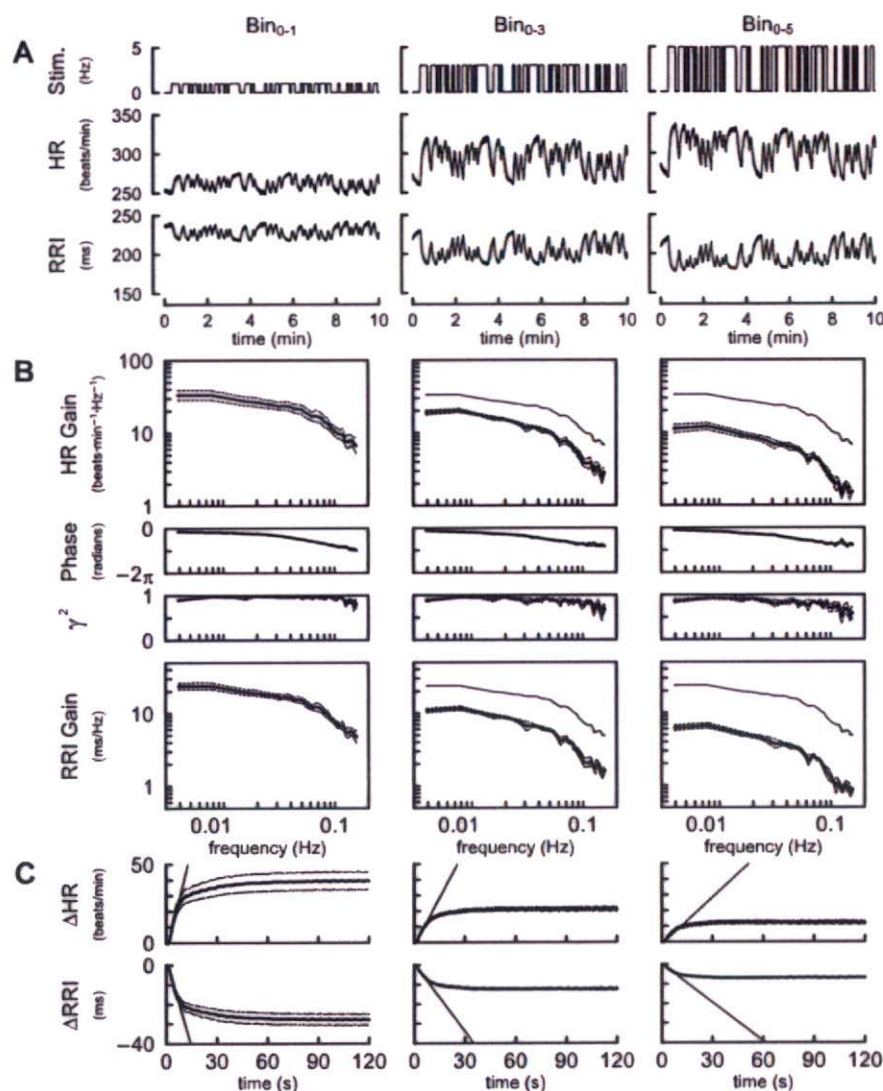 Bin0-1 Bin0-3 Bin0-5
A
Stim.
(Hz)
5
0
HR
(beats/min)
350
300
250
RRI
(ms)
250
200
150
0 2 4 6 8 10 0 2 4 6 8 10 0 2 4 6 8 10
time (min) time (min) time (min)
B
HR Gain
(beats·min⁻¹·Hz⁻¹)
100
10
1
Phase
(radians)
0
−2π
γ²
1
0
RRI Gain
(ms/Hz)
10
1
0.01 0.1 0.01 0.1 0.01 0.1
frequency (Hz) frequency (Hz) frequency (Hz)
C
ΔHR
(beats/min)
50
0
ΔRRI
(ms)
0
−40
0 30 60 90 120 0 30 60 90 120 0 30 60 90 120
time (s) time (s) time (s)